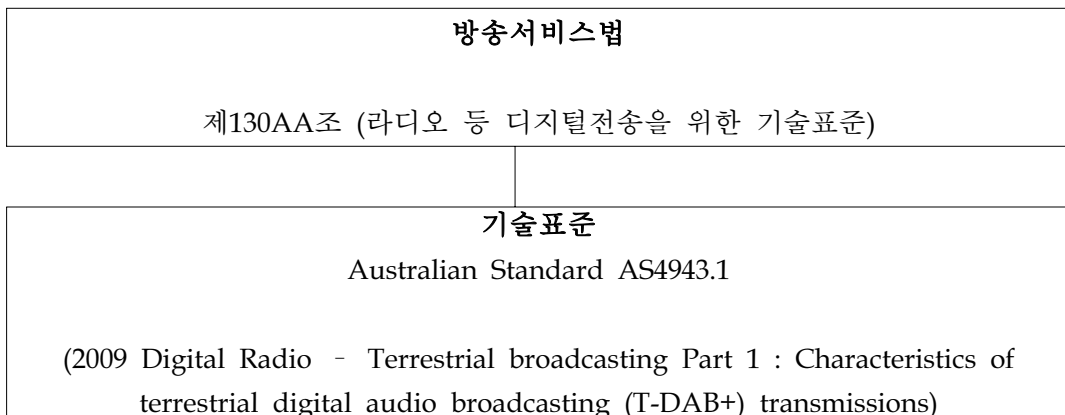 방송서비스법
제130AA조 (라디오 등 디지털전송을 위한 기술표준)
기술표준
Australian Standard AS4943.1
(2009 Digital Radio – Terrestrial broadcasting Part 1 : Characteristics of
terrestrial digital audio broadcasting (T-DAB+) transmissions)